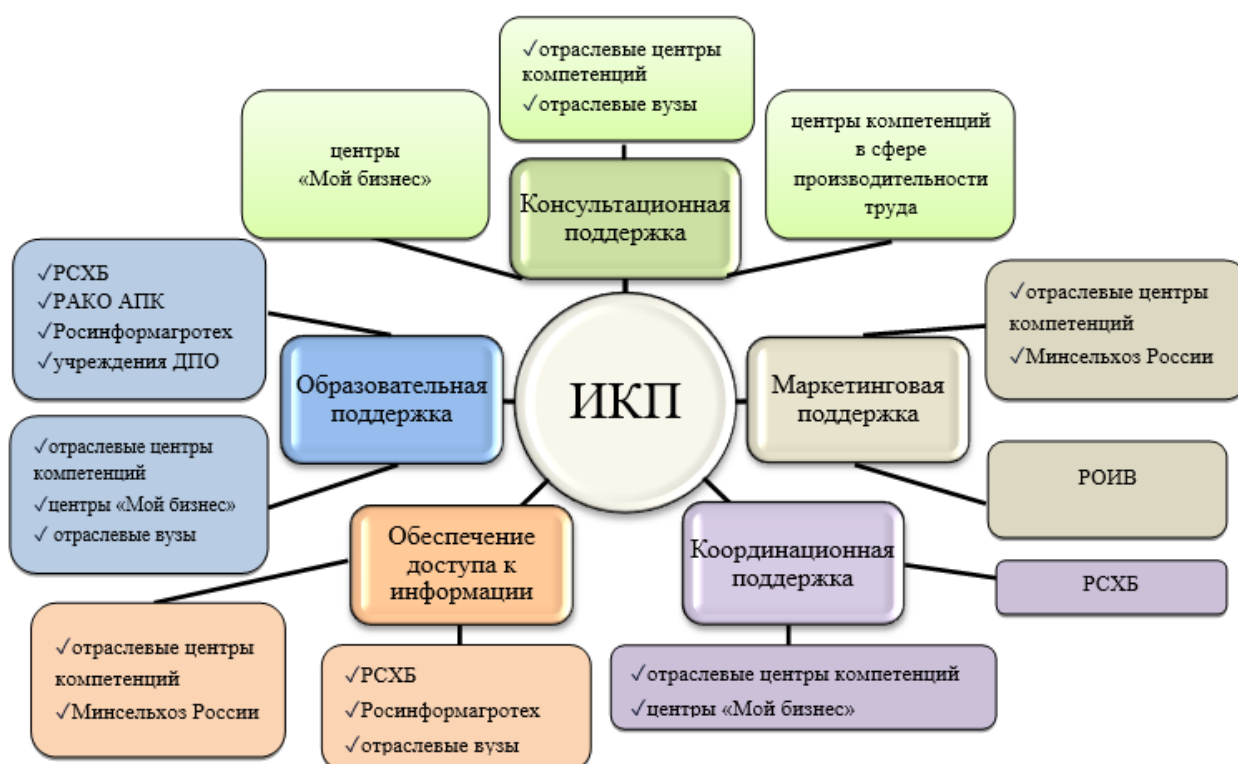 ✓отраслевые центры
компетенций
✓отраслевые вузы
центры
«Мой бизнес»
центры компетенций
в сфере
производительности
труда
Консультационная
поддержка
✓РСХБ
✓РАКО АПК
✓Росинформагротех
✓учреждения ДПО
✓отраслевые центры
компетенций
✓Минсельхоз России
Образовательная
поддержка
ИКП
Маркетинговая
поддержка
✓отраслевые центры
компетенций
✓центры «Мой бизнес»
✓ отраслевые вузы
РОИВ
Обеспечение
доступа к
информации
Координационная
поддержка
РСХБ
✓отраслевые центры
компетенций
✓Минсельхоз России
✓РСХБ
✓Росинформагротех
✓отраслевые вузы
✓отраслевые центры компетенций
✓центры «Мой бизнес»